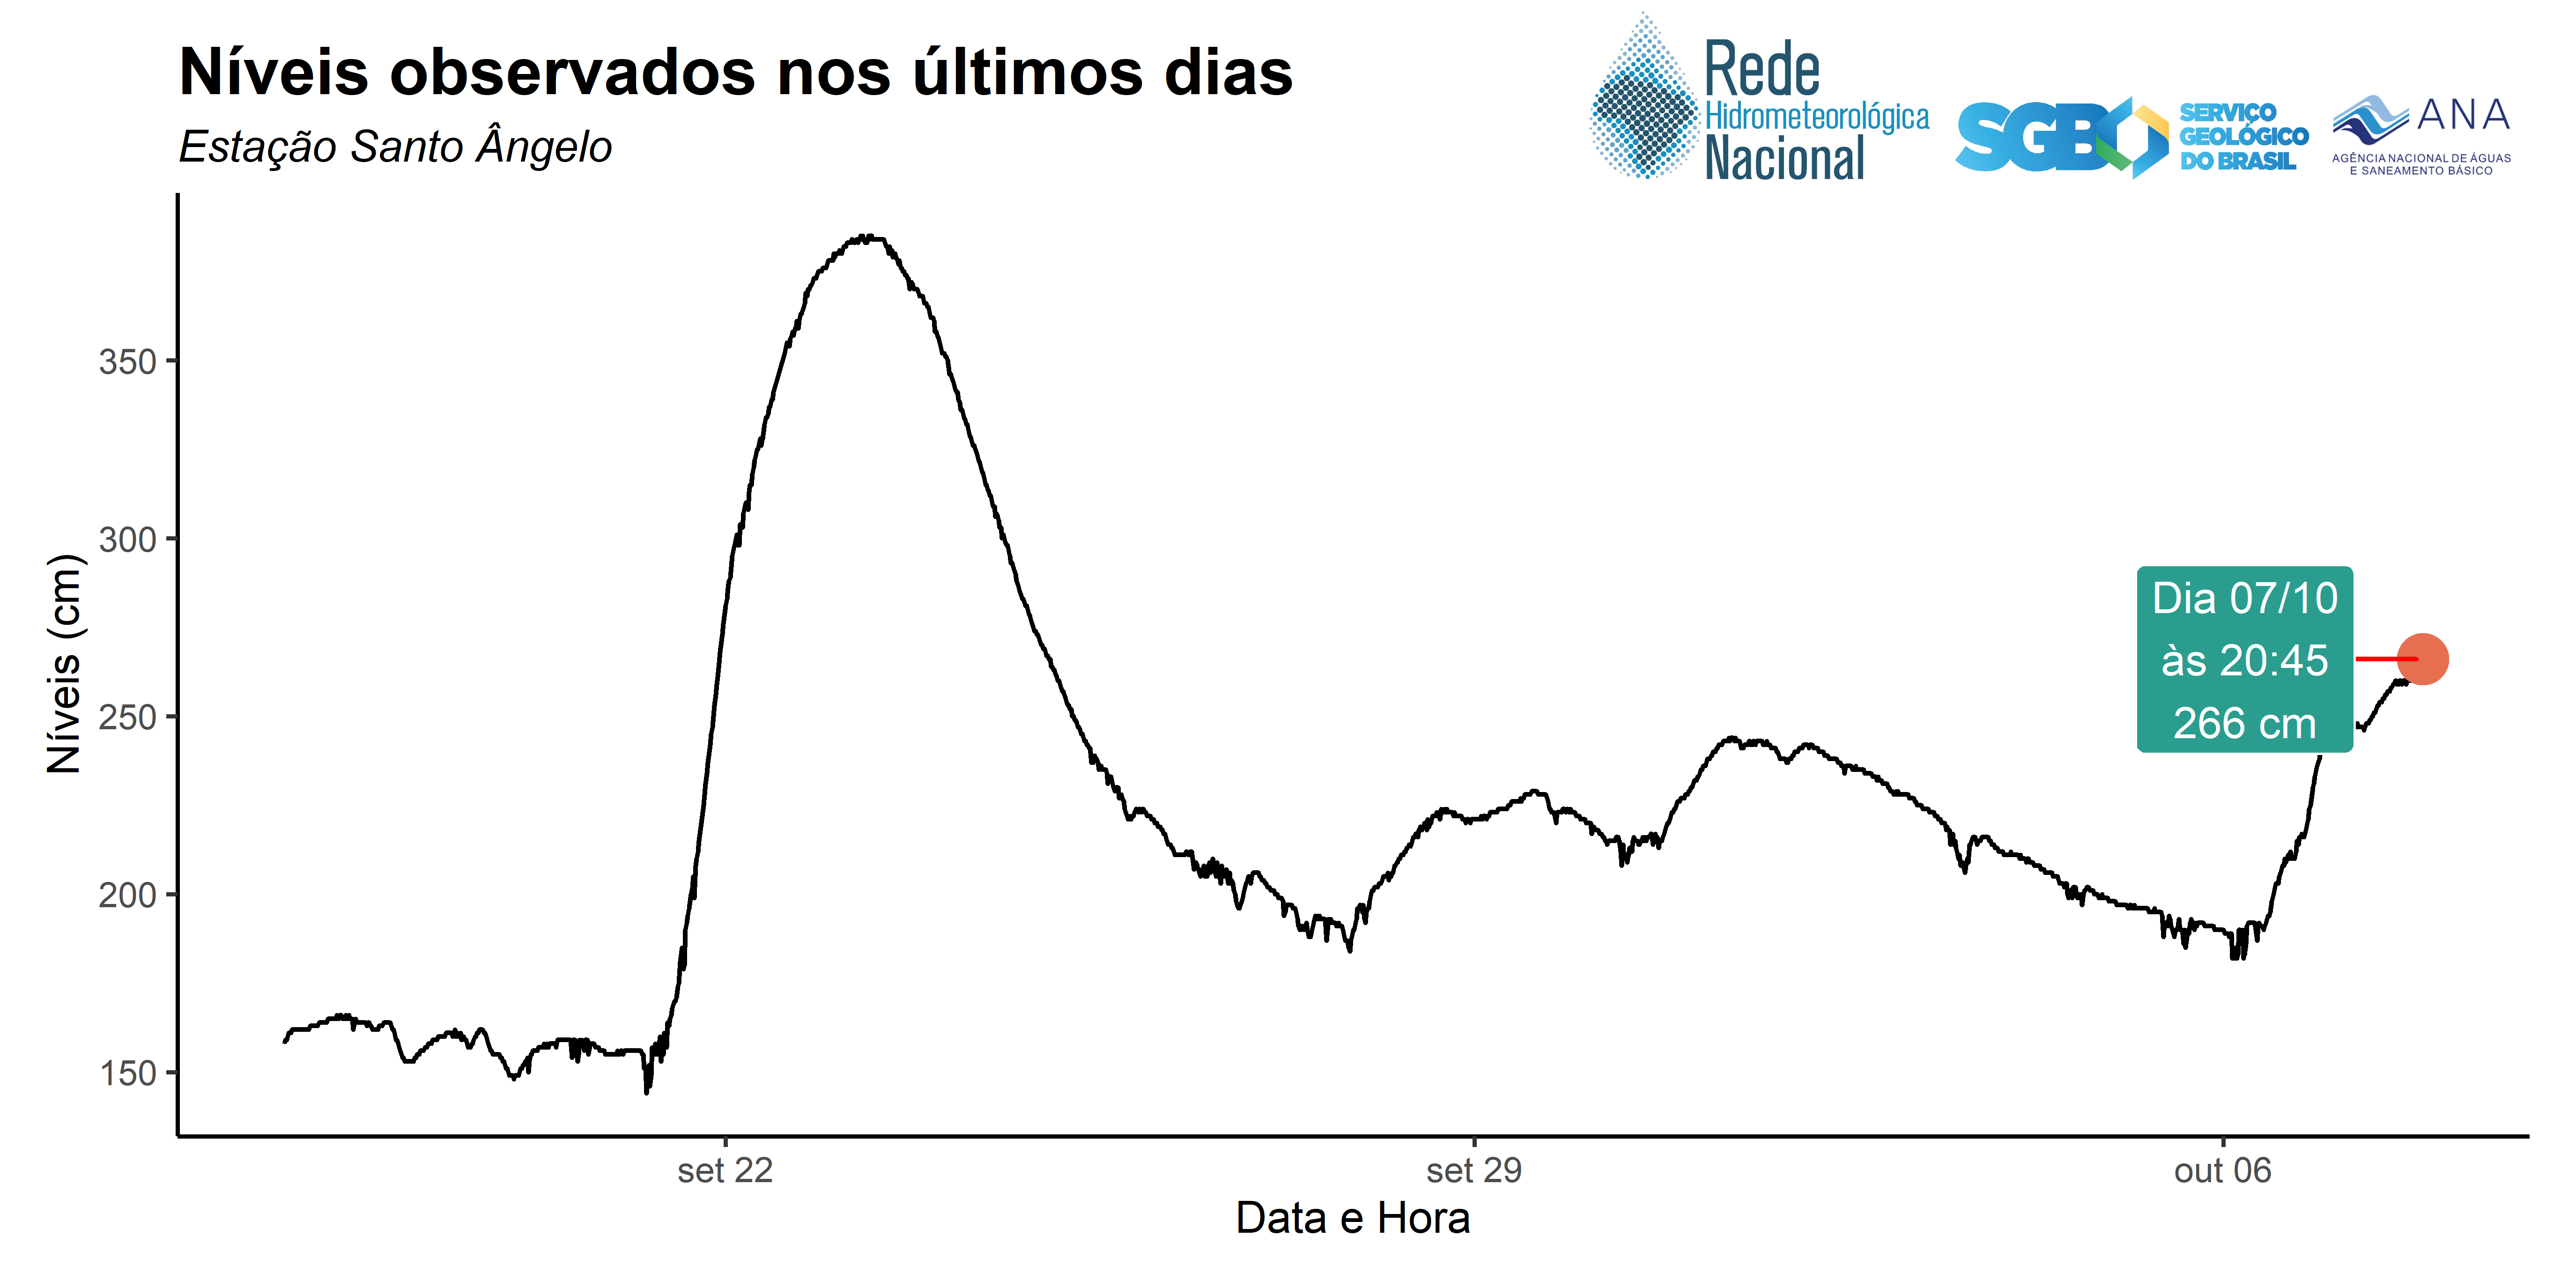 Níveis observados nos últimos dias
Estação Santo Ângelo
Rede
Hidrometeorológica
Nacional
SGB
SERVIÇO
GEOLÓGICO
DO BRASIL
ANA
AGÊNCIA NACIONAL DE ÁGUAS
E SANEAMENTO BÁSICO
Níveis (cm)
350
300
250
200
150
Dia 07/10
às 20:45
266 cm
set 22
set 29
out 06
Data e Hora